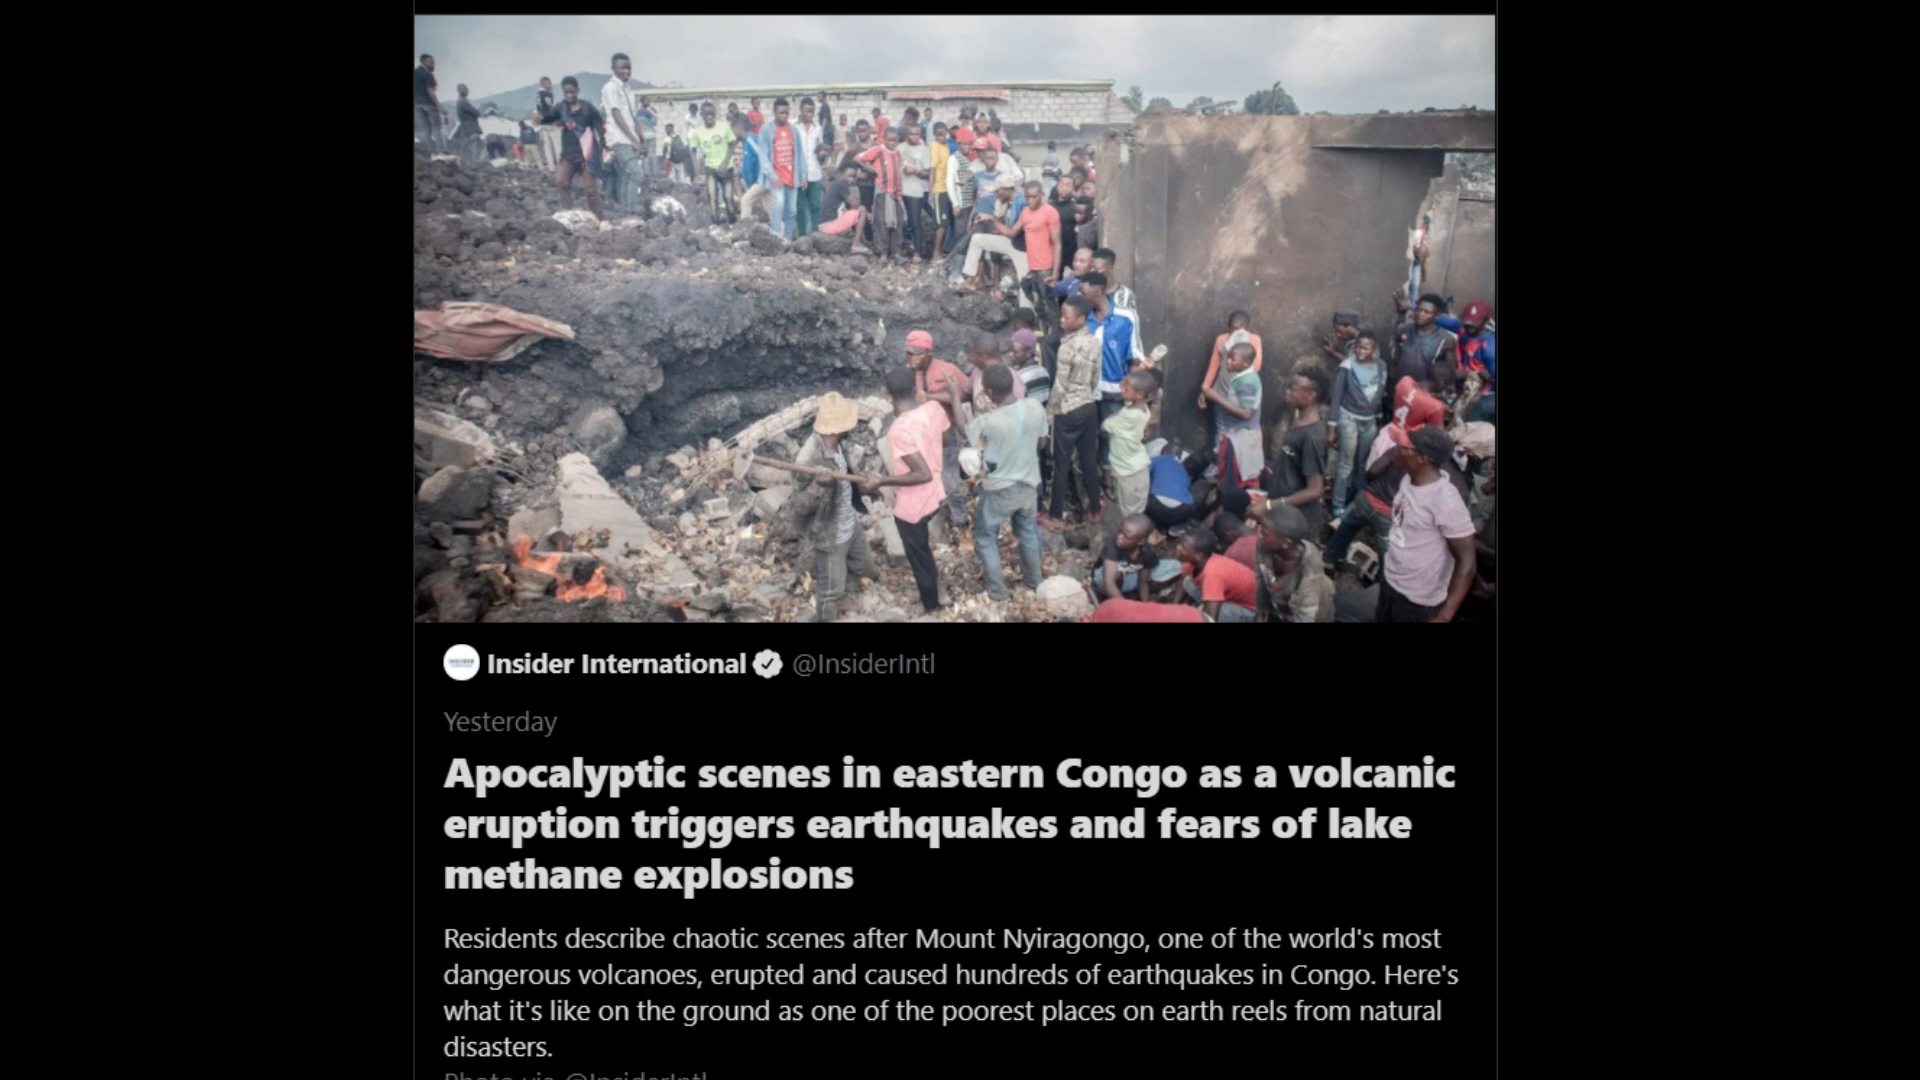 Insider International @InsiderIntl
Yesterday
Apocalyptic scenes in eastern Congo as a volcanic
eruption triggers earthquakes and fears of lake
methane explosions
Residents describe chaotic scenes after Mount Nyiragongo, one of the world's most
dangerous volcanoes, erupted and caused hundreds of earthquakes in Congo. Here's
what it's like on the ground as one of the poorest places on earth reels from natural
disasters.
Photo via @InsiderIntl